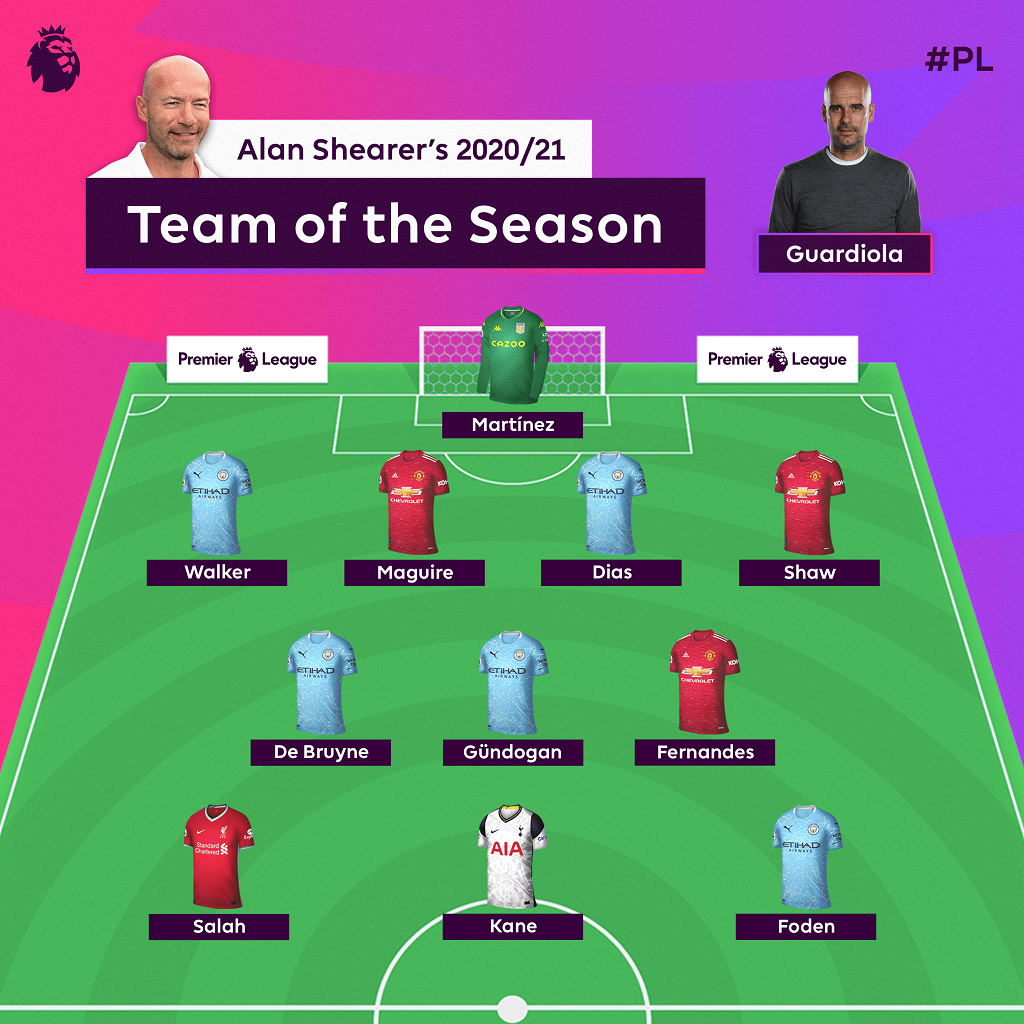 #PL
Alan Shearer's 2020/21
Team of the Season
Guardiola
Premier League
Premier League
CAZOO
Martínez
ETIHAD
AIRWAYS
CHEVROLET
ETIHAD
AIRWAYS
CHEVROLET
Walker
Maguire
Dias
Shaw
ETIHAD
AIRWAYS
ETIHAD
AIRWAYS
CHEVROLET
De Bruyne
Gündogan
Fernandes
Standard
Chartered
AIA
ETIHAD
AIRWAYS
Salah
Kane
Foden